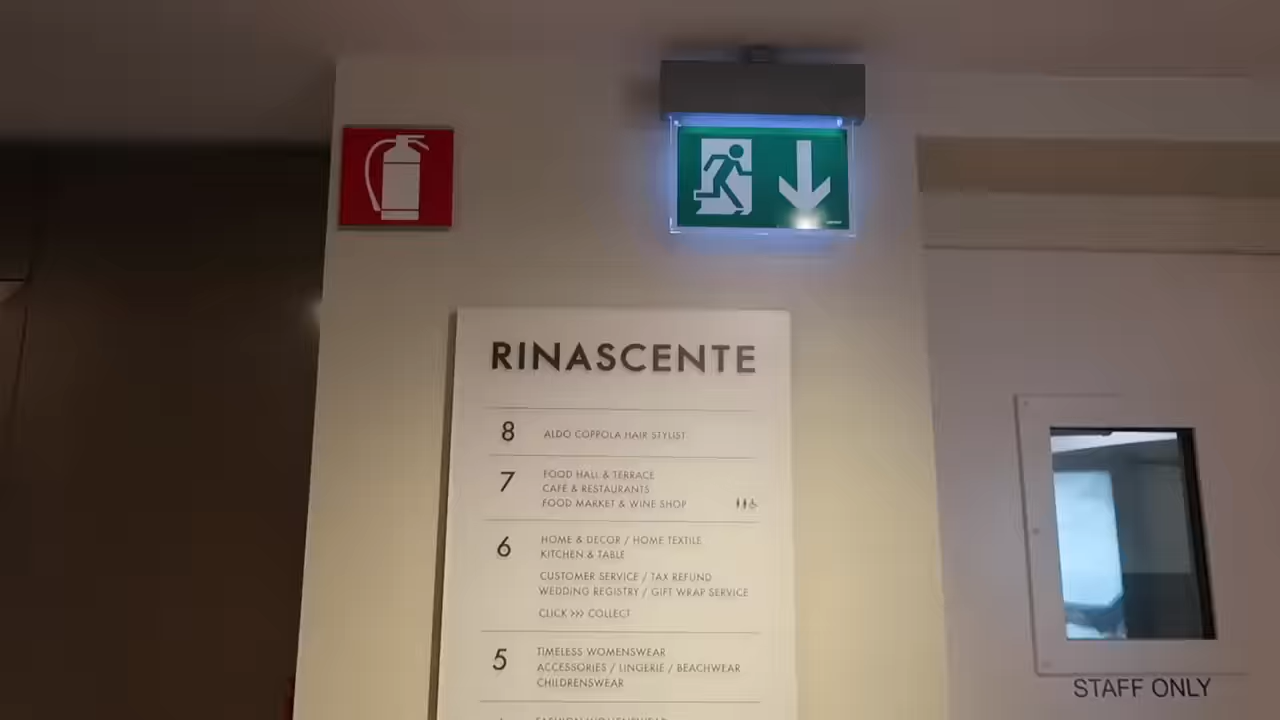 RINASCENTE
8
ALDO COPPOLA HAIR STYLIST
7
FOOD HALL & TERRACE
CAFÉ & RESTAURANTS
FOOD MARKET & WINE SHOP
6
HOME & DECOR / HOME TEXTILE
KITCHEN & TABLE
CUSTOMER SERVICE / TAX REFUND
WEDDING REGISTRY / GIFT WRAP SERVICE
CLICK >>> COLLECT
5
TIMELESS WOMENSWEAR
ACCESSORIES / LINGERIE / BEACHWEAR
CHILDRENSWEAR
FASHION WOMENSWEAR
STAFF ONLY